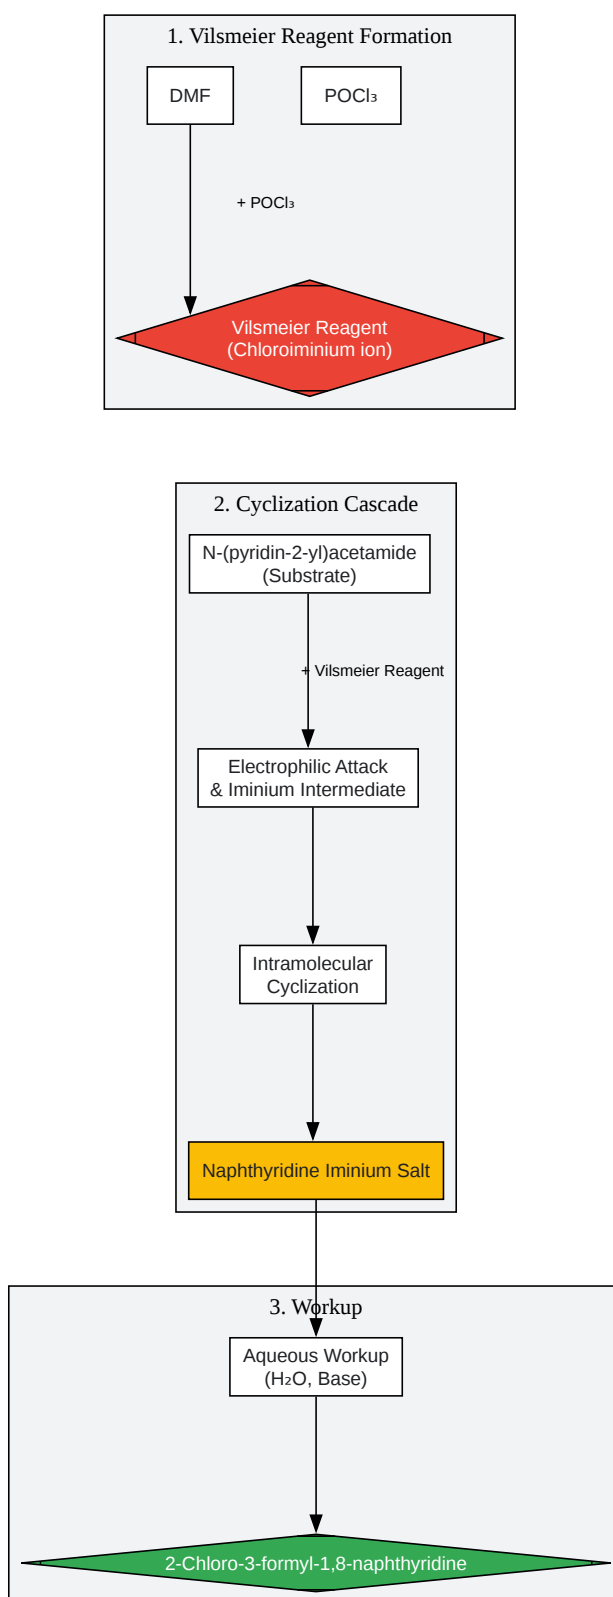 1. Vilsmeier Reagent Formation
DMF
POCl₃
+ POCl₃
Vilsmeier Reagent
(Chloroiminium ion)
2. Cyclization Cascade
N-(pyridin-2-yl)acetamide
(Substrate)
+ Vilsmeier Reagent
Electrophilic Attack
& Iminium Intermediate
Intramolecular
Cyclization
Naphthyridine Iminium Salt
3. Workup
Aqueous Workup
(H₂O, Base)
2-Chloro-3-formyl-1,8-naphthyridine